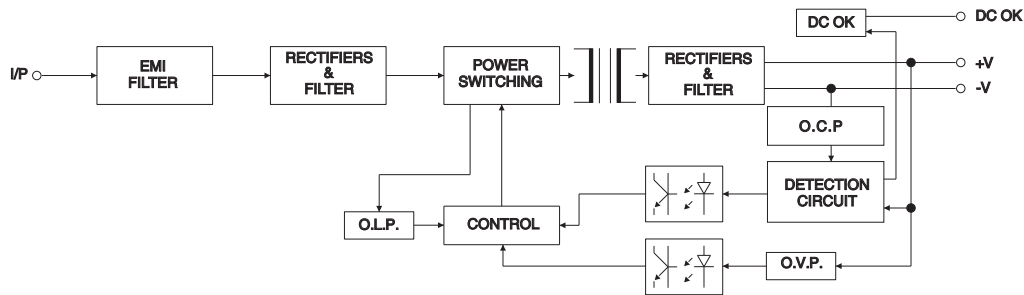 DC OK
DC OK
I/P
EMI
FILTER
RECTIFIERS
&
FILTER
POWER
SWITCHING
RECTIFIERS
&
FILTER
+V
-V
O.C.P
DETECTION
CIRCUIT
O.L.P.
CONTROL
O.V.P.